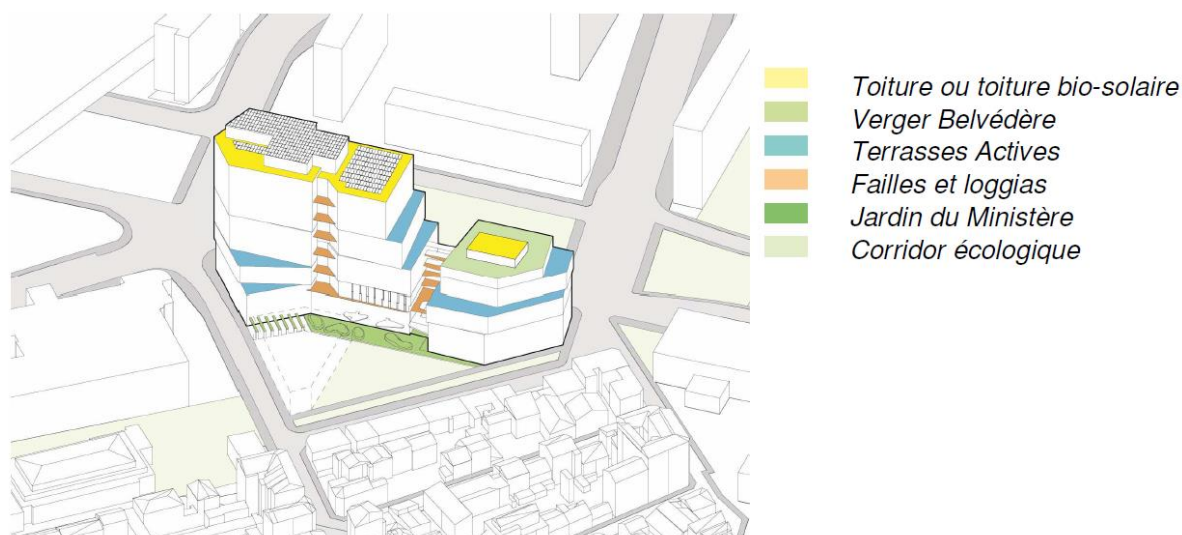 Toiture ou toiture bio-solaire
Verger Belvédère
Terrasses Actives
Failles et loggias
Jardin du Ministère
Corridor écologique